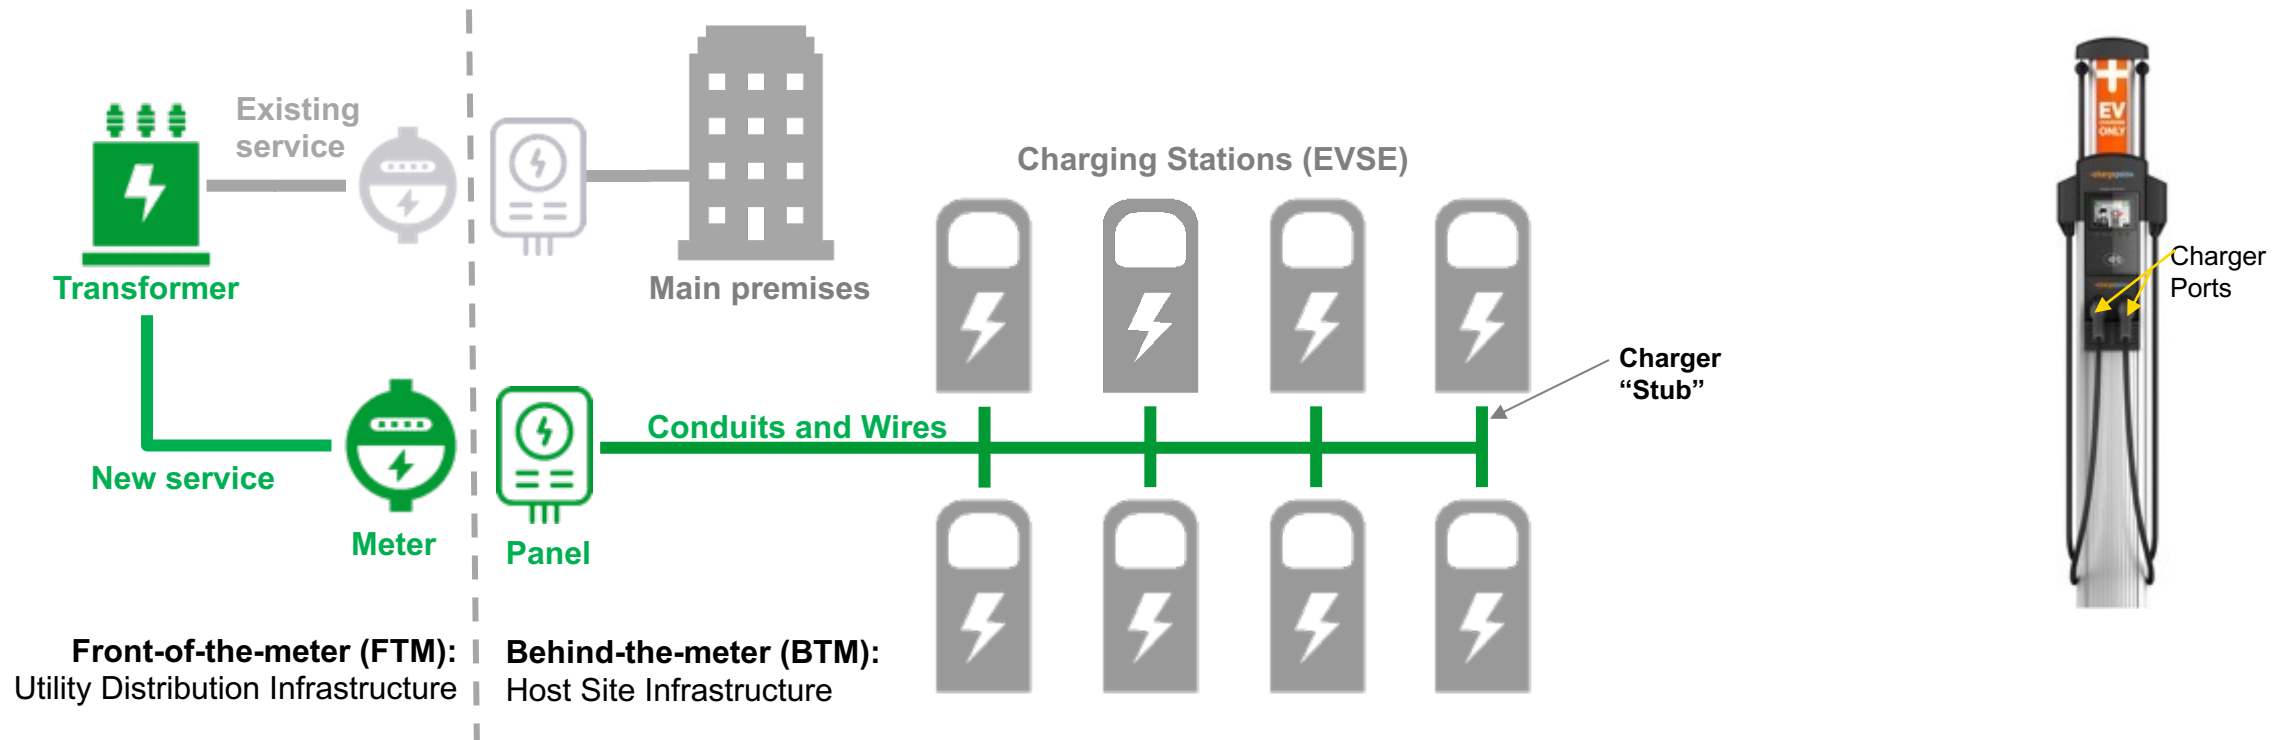 Existing
service
Transformer
New service
Meter
Main premises
Panel
Conduits and Wires
Charging Stations (EVSE)
Charger
“Stub”
Front-of-the-meter (FTM):
Utility Distribution Infrastructure
Behind-the-meter (BTM):
Host Site Infrastructure
EV
ONLY
Charger
Ports